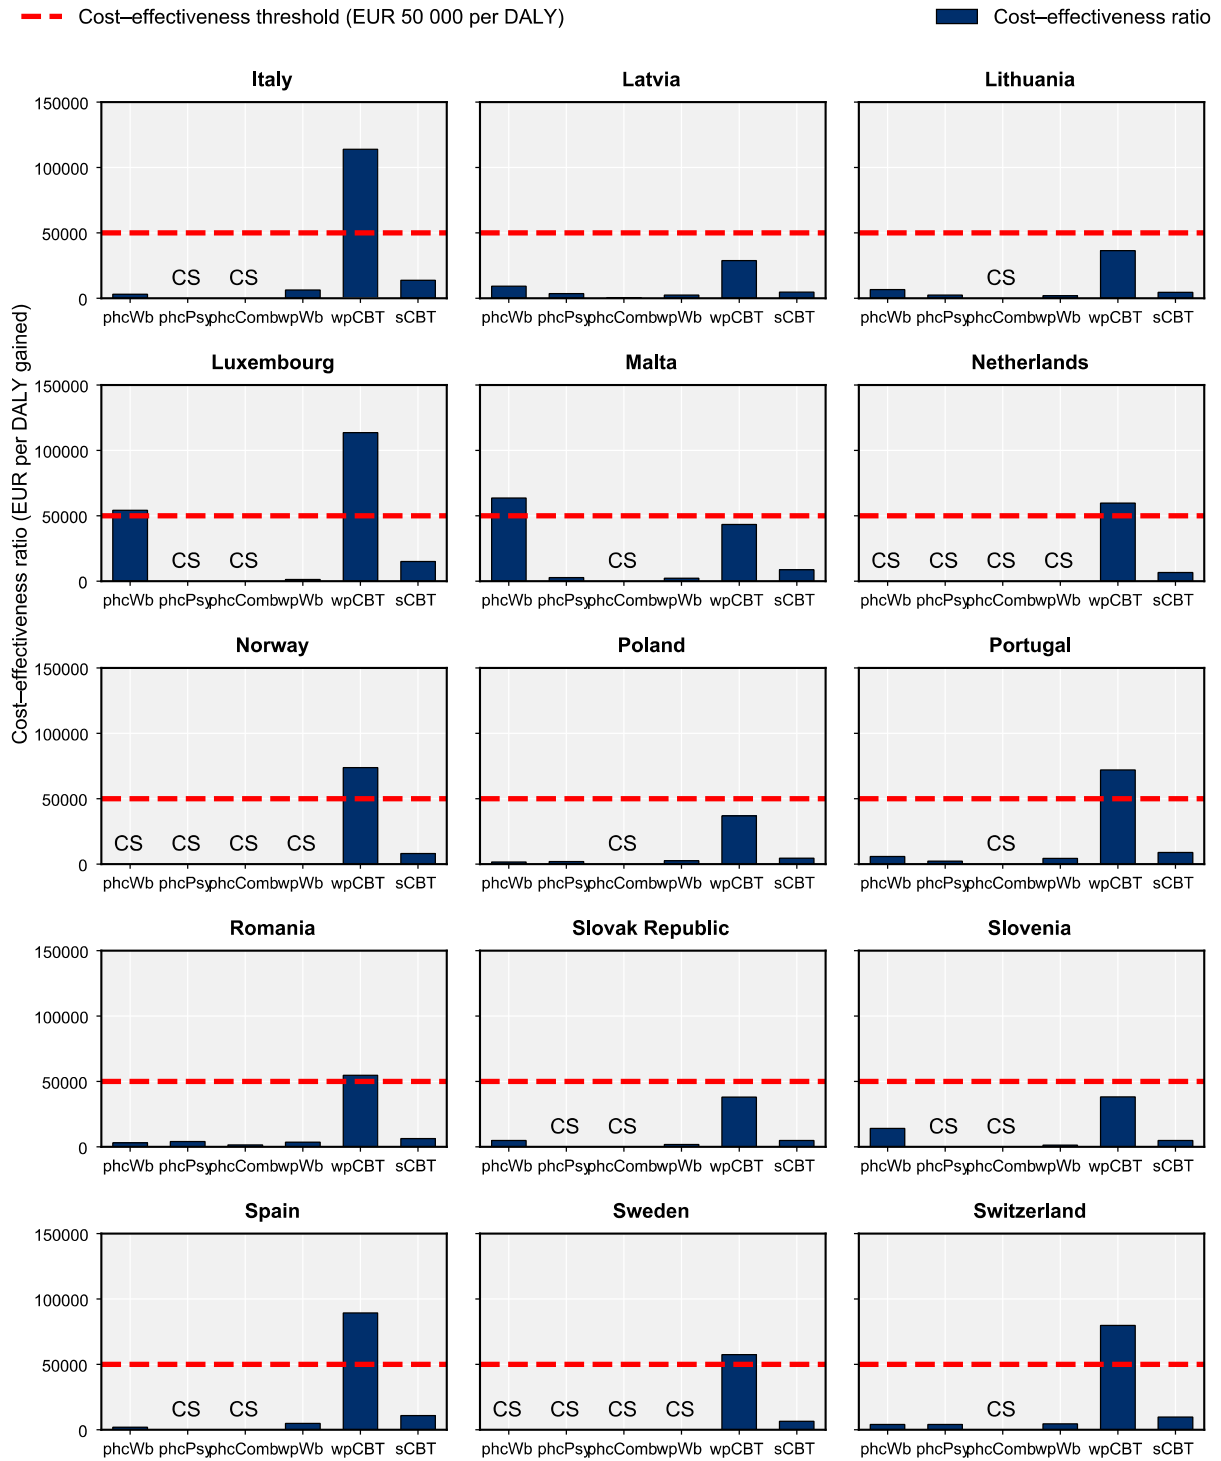 Cost–effectiveness threshold (EUR 50 000 per DALY)
Cost–effectiveness ratio
Cost–effectiveness ratio (EUR per DALY gained)
Italy
150000
100000
50000
0
CS CS
phcWb phcPsy phcComb wpWb wpCBT sCBT
Latvia
phcWb phcPsy phcComb wpWb wpCBT sCBT
Lithuania
CS
phcWb phcPsy phcComb wpWb wpCBT sCBT
Luxembourg
150000
100000
50000
0
CS CS
phcWb phcPsy phcComb wpWb wpCBT sCBT
Malta
CS
phcWb phcPsy phcComb wpWb wpCBT sCBT
Netherlands
CS CS CS CS
phcWb phcPsy phcComb wpWb wpCBT sCBT
Norway
150000
100000
50000
0
CS CS CS CS
phcWb phcPsy phcComb wpWb wpCBT sCBT
Poland
CS
phcWb phcPsy phcComb wpWb wpCBT sCBT
Portugal
CS
phcWb phcPsy phcComb wpWb wpCBT sCBT
Romania
150000
100000
50000
0
phcWb phcPsy phcComb wpWb wpCBT sCBT
Slovak Republic
CS CS
phcWb phcPsy phcComb wpWb wpCBT sCBT
Slovenia
CS CS
phcWb phcPsy phcComb wpWb wpCBT sCBT
Spain
150000
100000
50000
0
CS CS
phcWb phcPsy phcComb wpWb wpCBT sCBT
Sweden
CS CS CS CS
phcWb phcPsy phcComb wpWb wpCBT sCBT
Switzerland
CS
phcWb phcPsy phcComb wpWb wpCBT sCBT